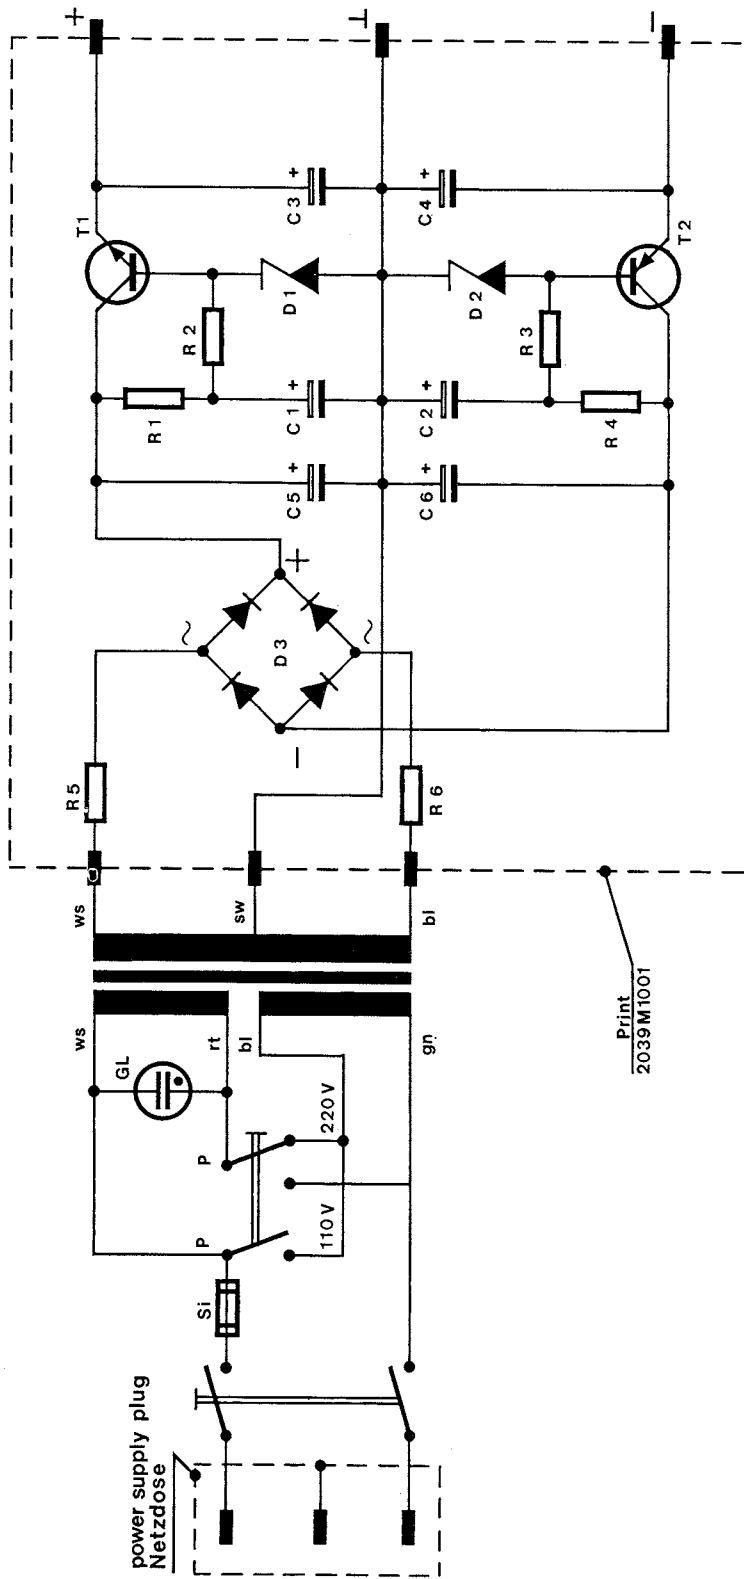 power supply plug
Netzdose
Si
P
P
110V
220V
GL
ws
rt
bl
gn
ws
sw
bl
Print
2039M1001
R5
R6
~
~
+
−
D3
C5 +
C6 +
R1
R2
C1 +
C2 +
R3
R4
D1
D2
T1
T2
C3 +
C4 +
+
⊥
−